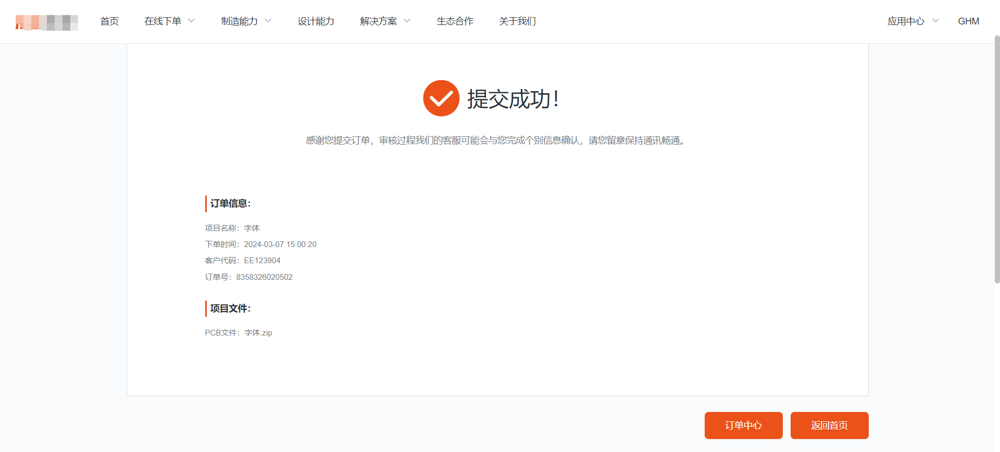 首页 在线下单 制造能力 设计能力 解决方案 生态合作 关于我们 应用中心 GHM
提交成功!
感谢您提交订单，审核过程我们的客服可能会与您完成个别信息确认，请您留意保持通讯畅通。
订单信息：
项目名称：字体
下单时间：2024-03-07 15:00:20
客户代码：EE123904
订单号：8358326020502
项目文件：
PCB文件：字体.zip
订单中心 返回首页